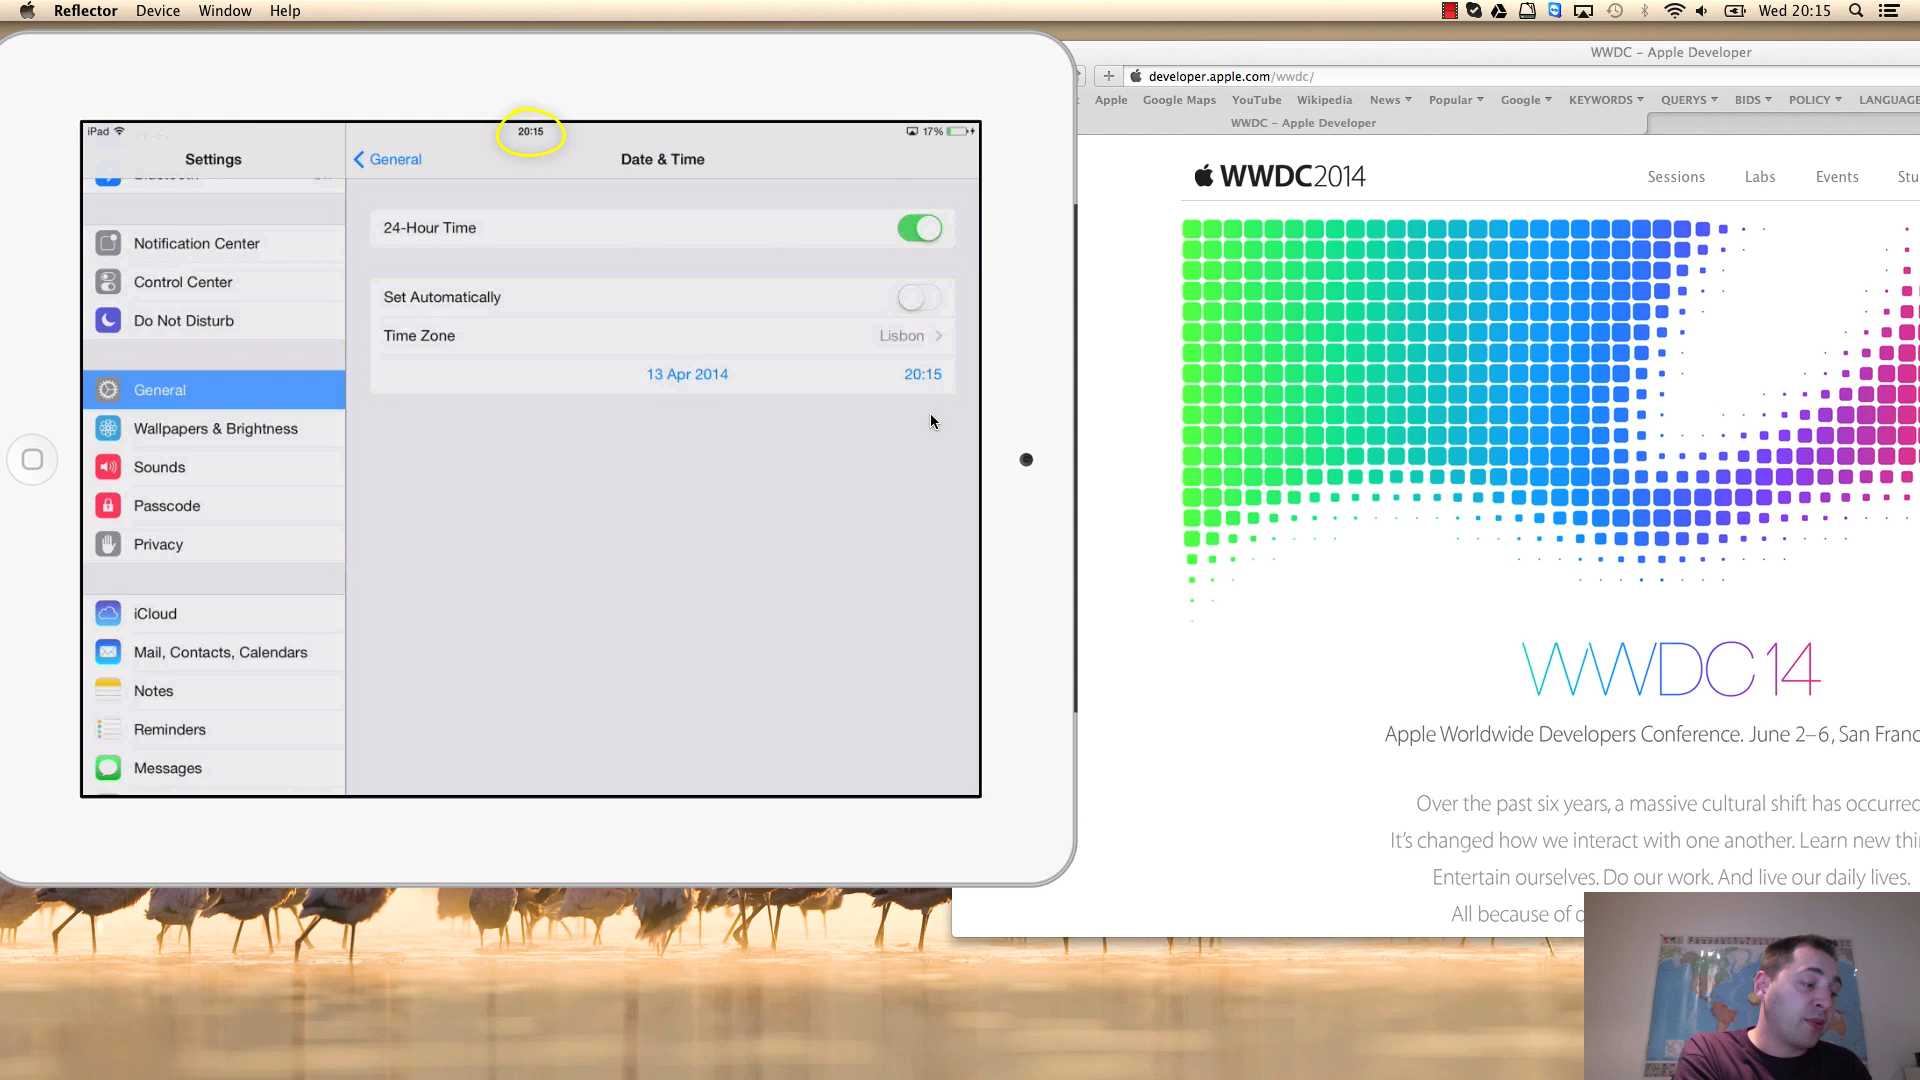 Reflector Device Window Help
Wed 20:15
WWDC – Apple Developer
developer.apple.com/wwdc/
Apple Google Maps YouTube Wikipedia News Popular Google KEYWORDS QUERYS BIDS POLICY LANGUAGE
WWDC – Apple Developer
iPad
20:15
17%
Settings
General
Date & Time
Bluetooth
Notification Center
Control Center
Do Not Disturb
General
Wallpapers & Brightness
Sounds
Passcode
Privacy
iCloud
Mail, Contacts, Calendars
Notes
Reminders
Messages
24-Hour Time
Set Automatically
Time Zone
Lisbon
13 Apr 2014
20:15
WWDC2014
Sessions Labs Events Stu
WWDC14
Apple Worldwide Developers Conference. June 2–6, San Franc
Over the past six years, a massive cultural shift has occurred
It's changed how we interact with one another. Learn new thi
Entertain ourselves. Do our work. And live our daily lives.
All because of